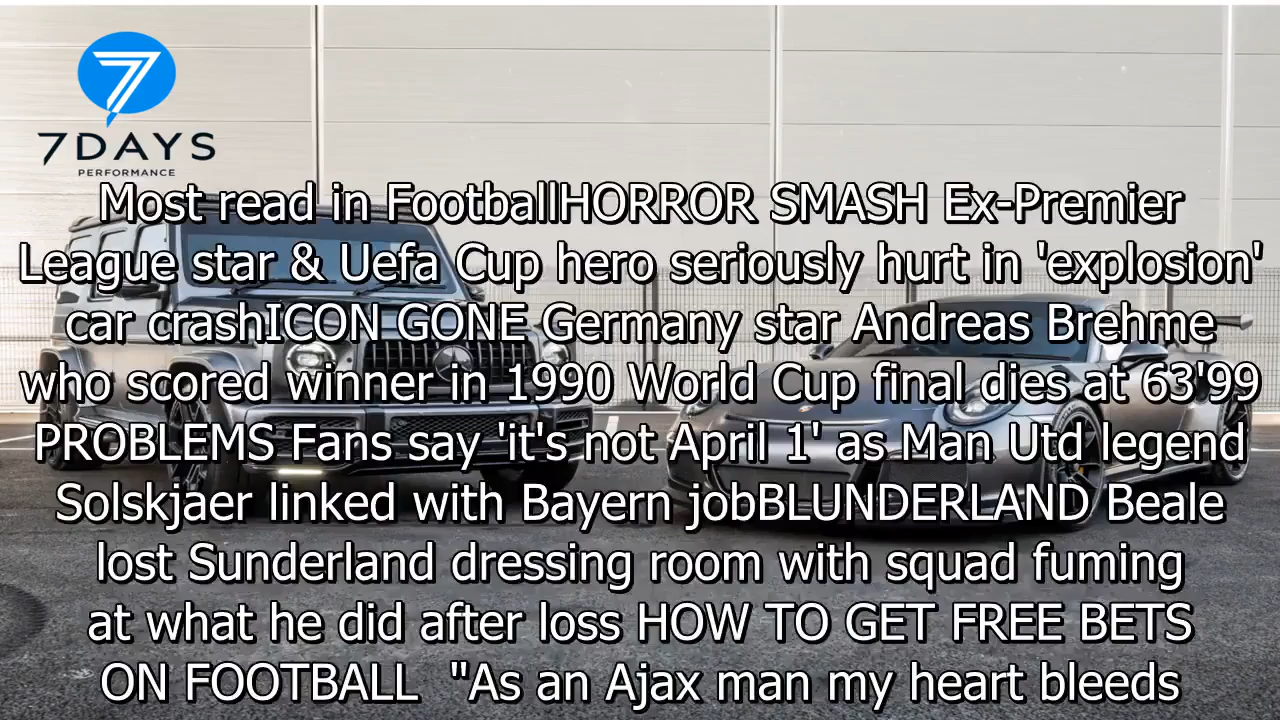 7
7DAYS
PERFORMANCE
Most read in FootballHORROR SMASH Ex-Premier
League star & Uefa Cup hero seriously hurt in 'explosion'
car crashICON GONE Germany star Andreas Brehme
who scored winner in 1990 World Cup final dies at 63'99
PROBLEMS Fans say 'it's not April 1' as Man Utd legend
Solskjaer linked with Bayern jobBLUNDERLAND Beale
lost Sunderland dressing room with squad fuming
at what he did after loss HOW TO GET FREE BETS
ON FOOTBALL "As an Ajax man my heart bleeds